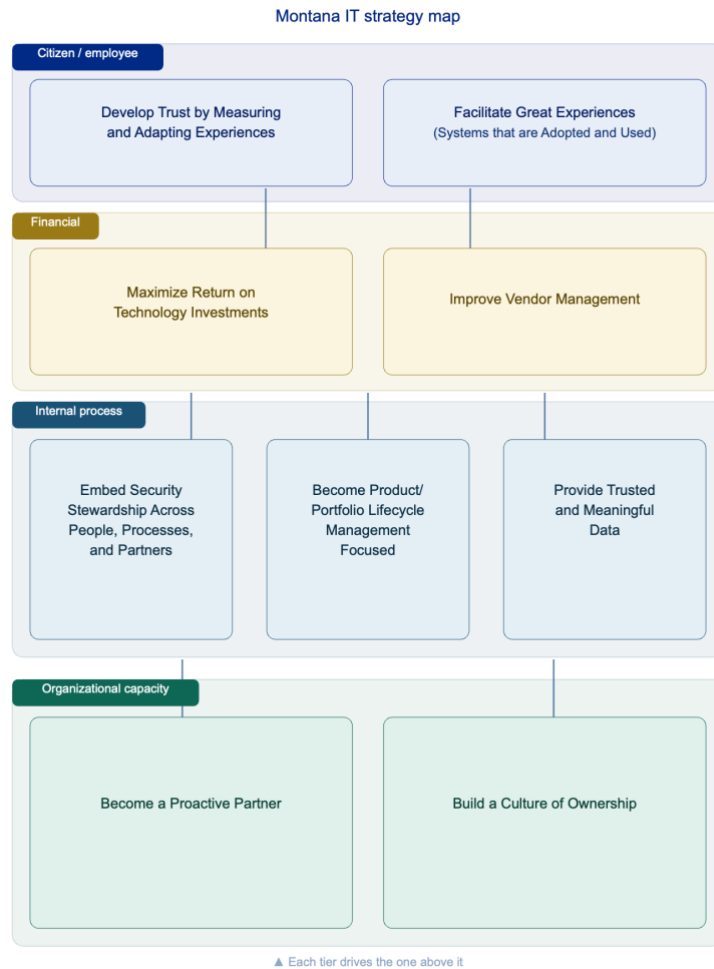 Montana IT strategy map
Citizen / employee
Develop Trust by Measuring
and Adapting Experiences
Facilitate Great Experiences
(Systems that are Adopted and Used)
Financial
Maximize Return on
Technology Investments
Improve Vendor Management
Internal process
Embed Security
Stewardship Across
People, Processes,
and Partners
Become Product/
Portfolio Lifecycle
Management
Focused
Provide Trusted
and Meaningful
Data
Organizational capacity
Become a Proactive Partner
Build a Culture of Ownership
▲ Each tier drives the one above it